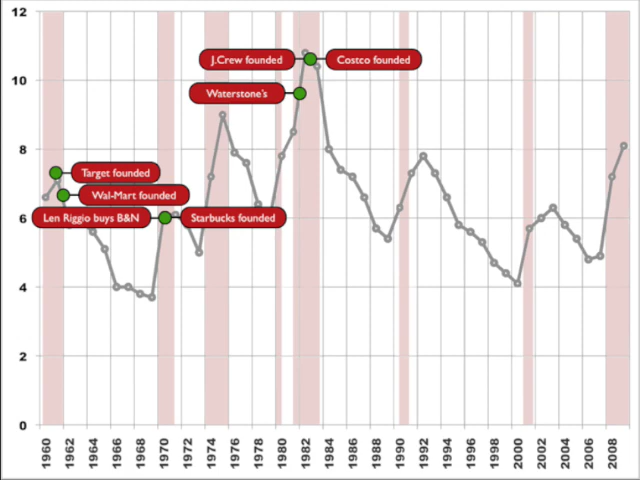 12
10
8
6
4
2
0
J.Crew founded
Costco founded
Waterstone's
Target founded
Wal-Mart founded
Len Riggio buys B&N
Starbucks founded
1960 1962 1964 1966 1968 1970 1972 1974 1976 1978 1980 1982 1984 1986 1988 1990 1992 1994 1996 1998 2000 2002 2004 2006 2008